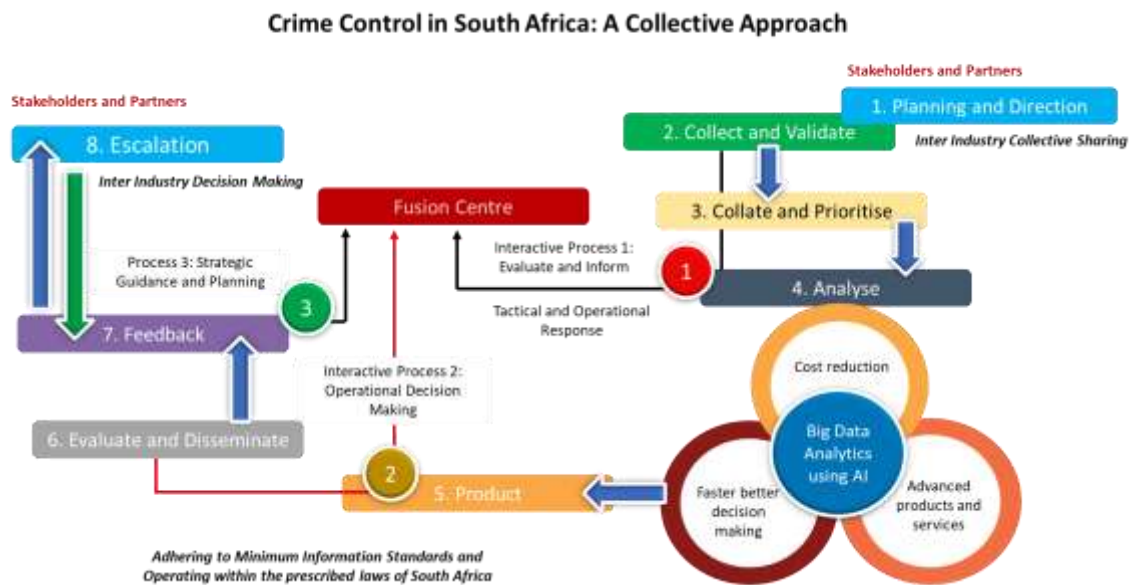 Crime Control in South Africa: A Collective Approach
Stakeholders and Partners
1. Planning and Direction
Stakeholders and Partners
2. Collect and Validate
8. Escalation
Inter Industry Collective Sharing
Inter Industry Decision Making
Fusion Centre
3. Collate and Prioritise
Interactive Process 1:
Evaluate and Inform
1
Process 3: Strategic
Guidance and Planning
3
4. Analyse
Tactical and Operational
Response
7. Feedback
Interactive Process 2:
Operational Decision
Making
Cost reduction
6. Evaluate and Disseminate
Big Data
Analytics
using AI
2
5. Product
Faster better
decision
making
Advanced
products and
services
Adhering to Minimum Information Standards and
Operating within the prescribed laws of South Africa